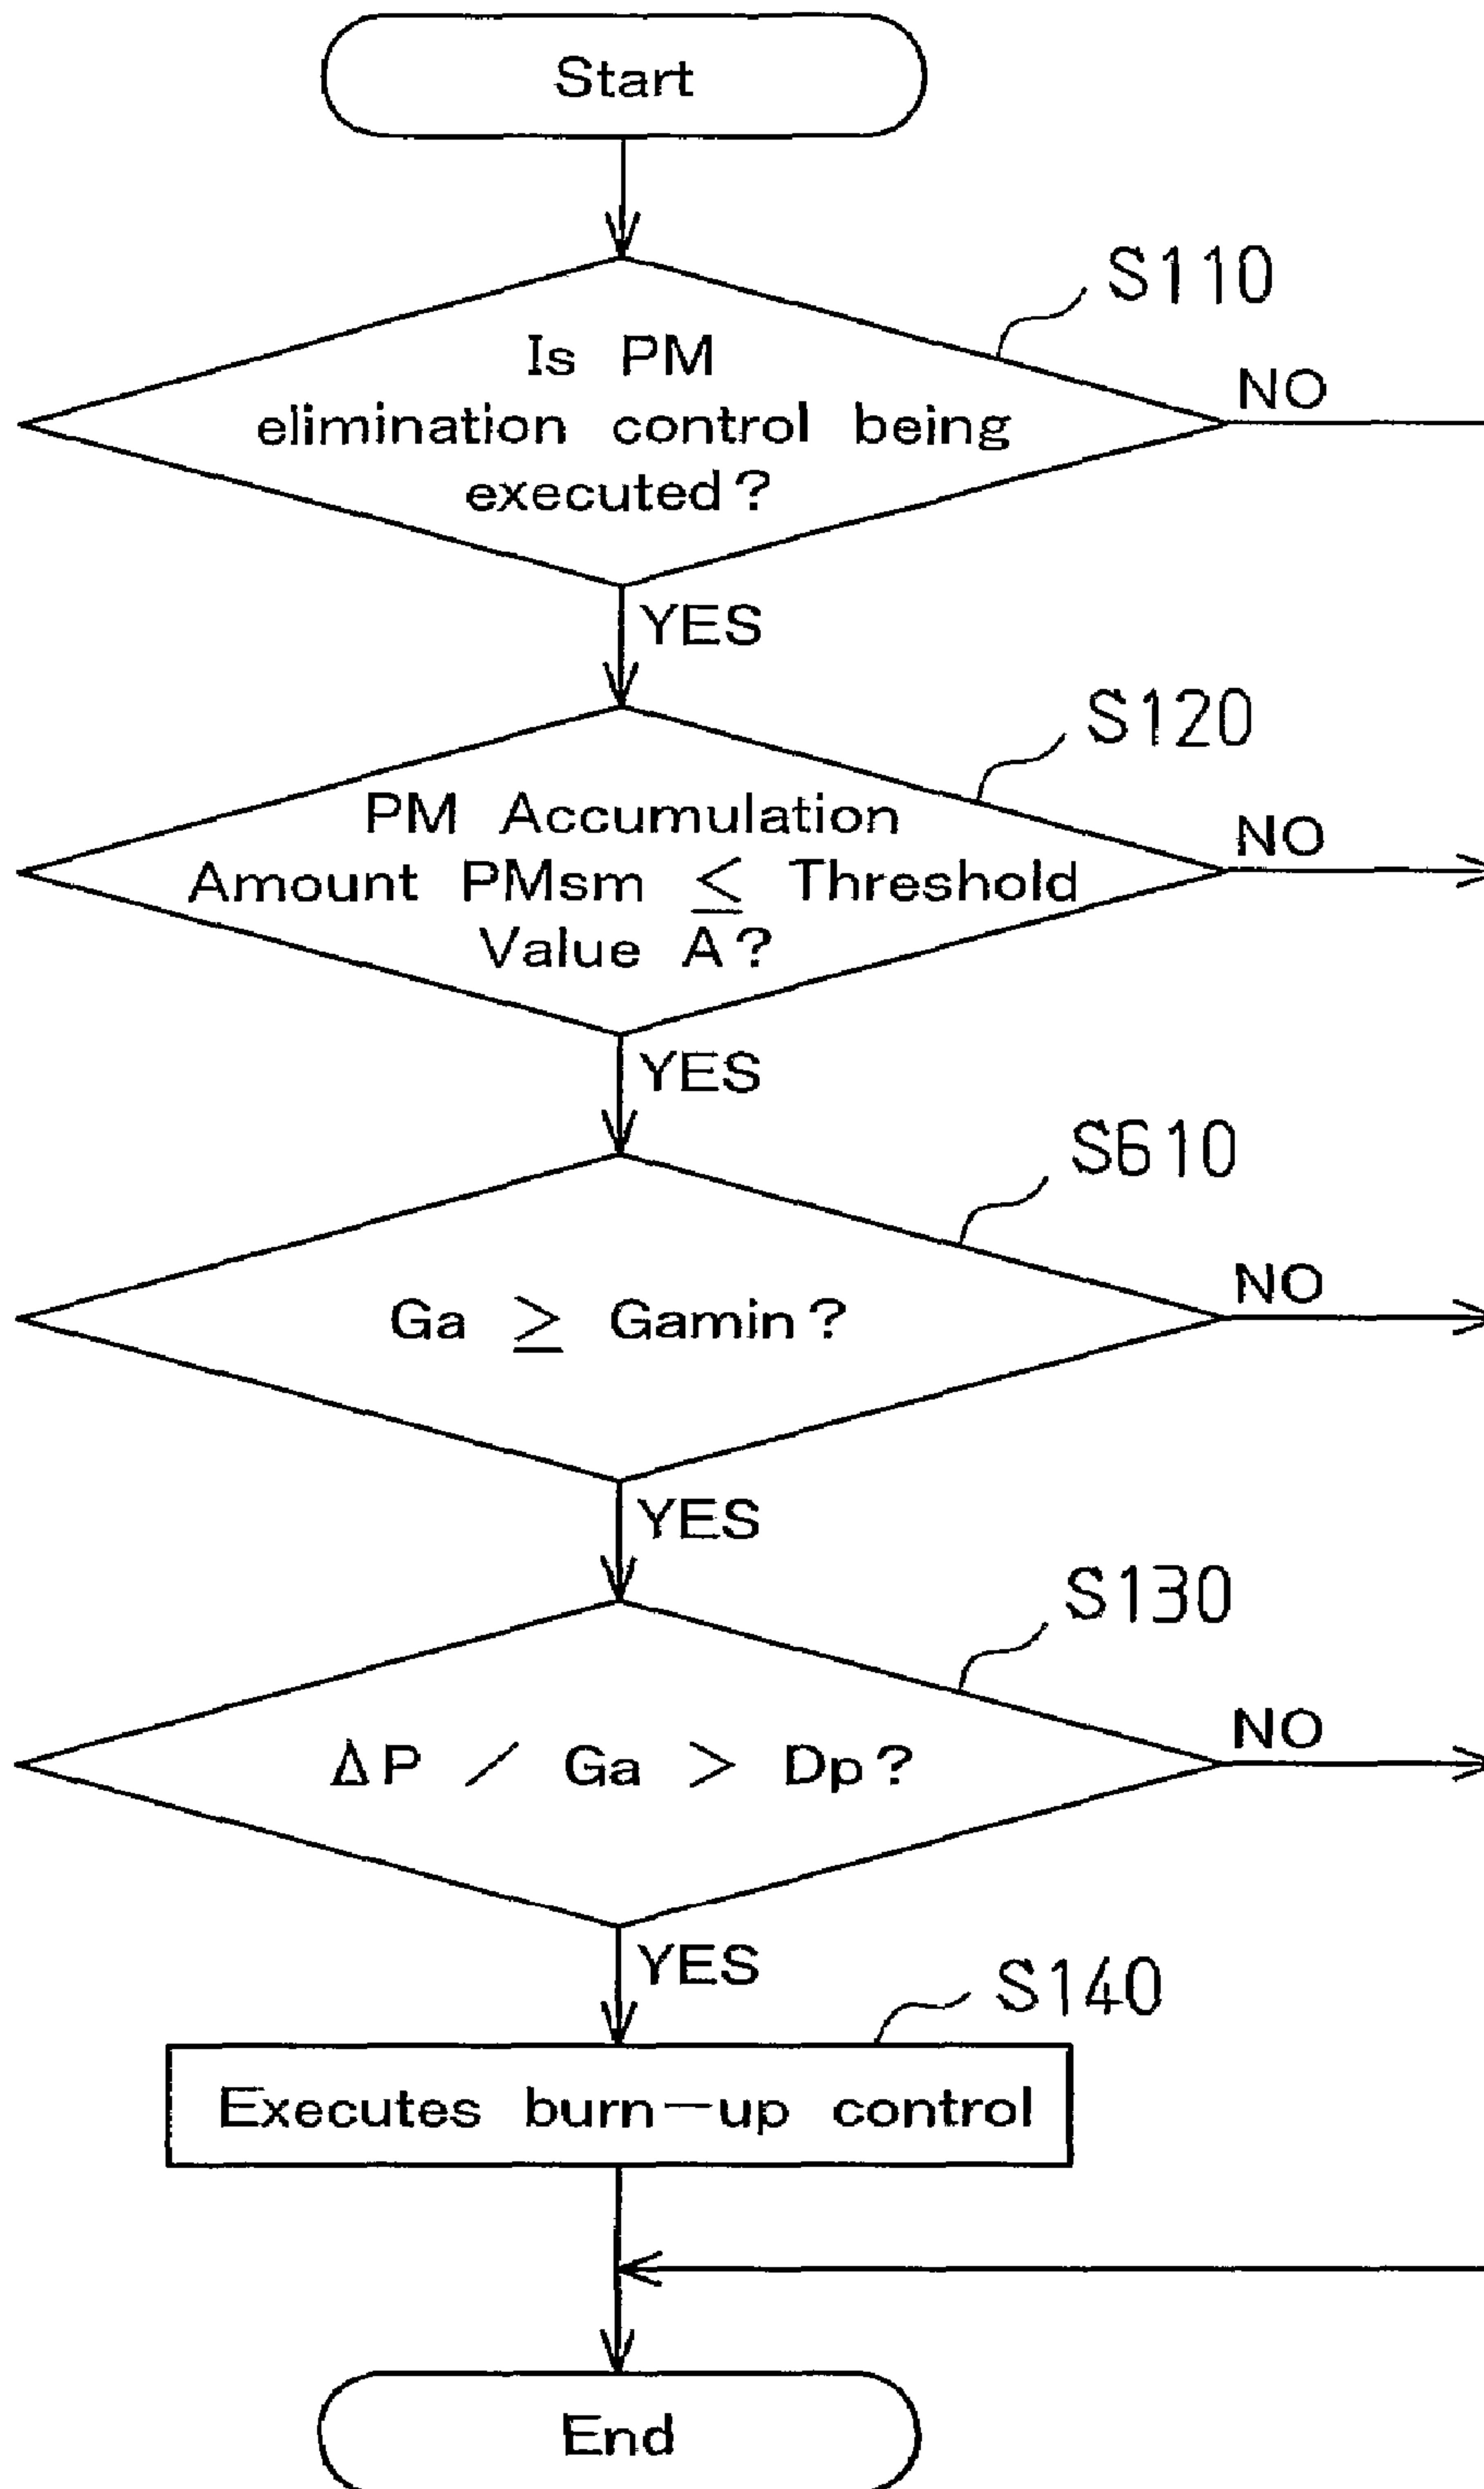 Start
S110
Is PM
elimination control being
executed?
NO
YES
S120
PM Accumulation
Amount PMsm ≤ Threshold
Value A?
NO
YES
S610
Ga ≥ Gamin?
NO
YES
S130
ΔP / Ga > Dp?
NO
YES
S140
Executes burn-up control
End